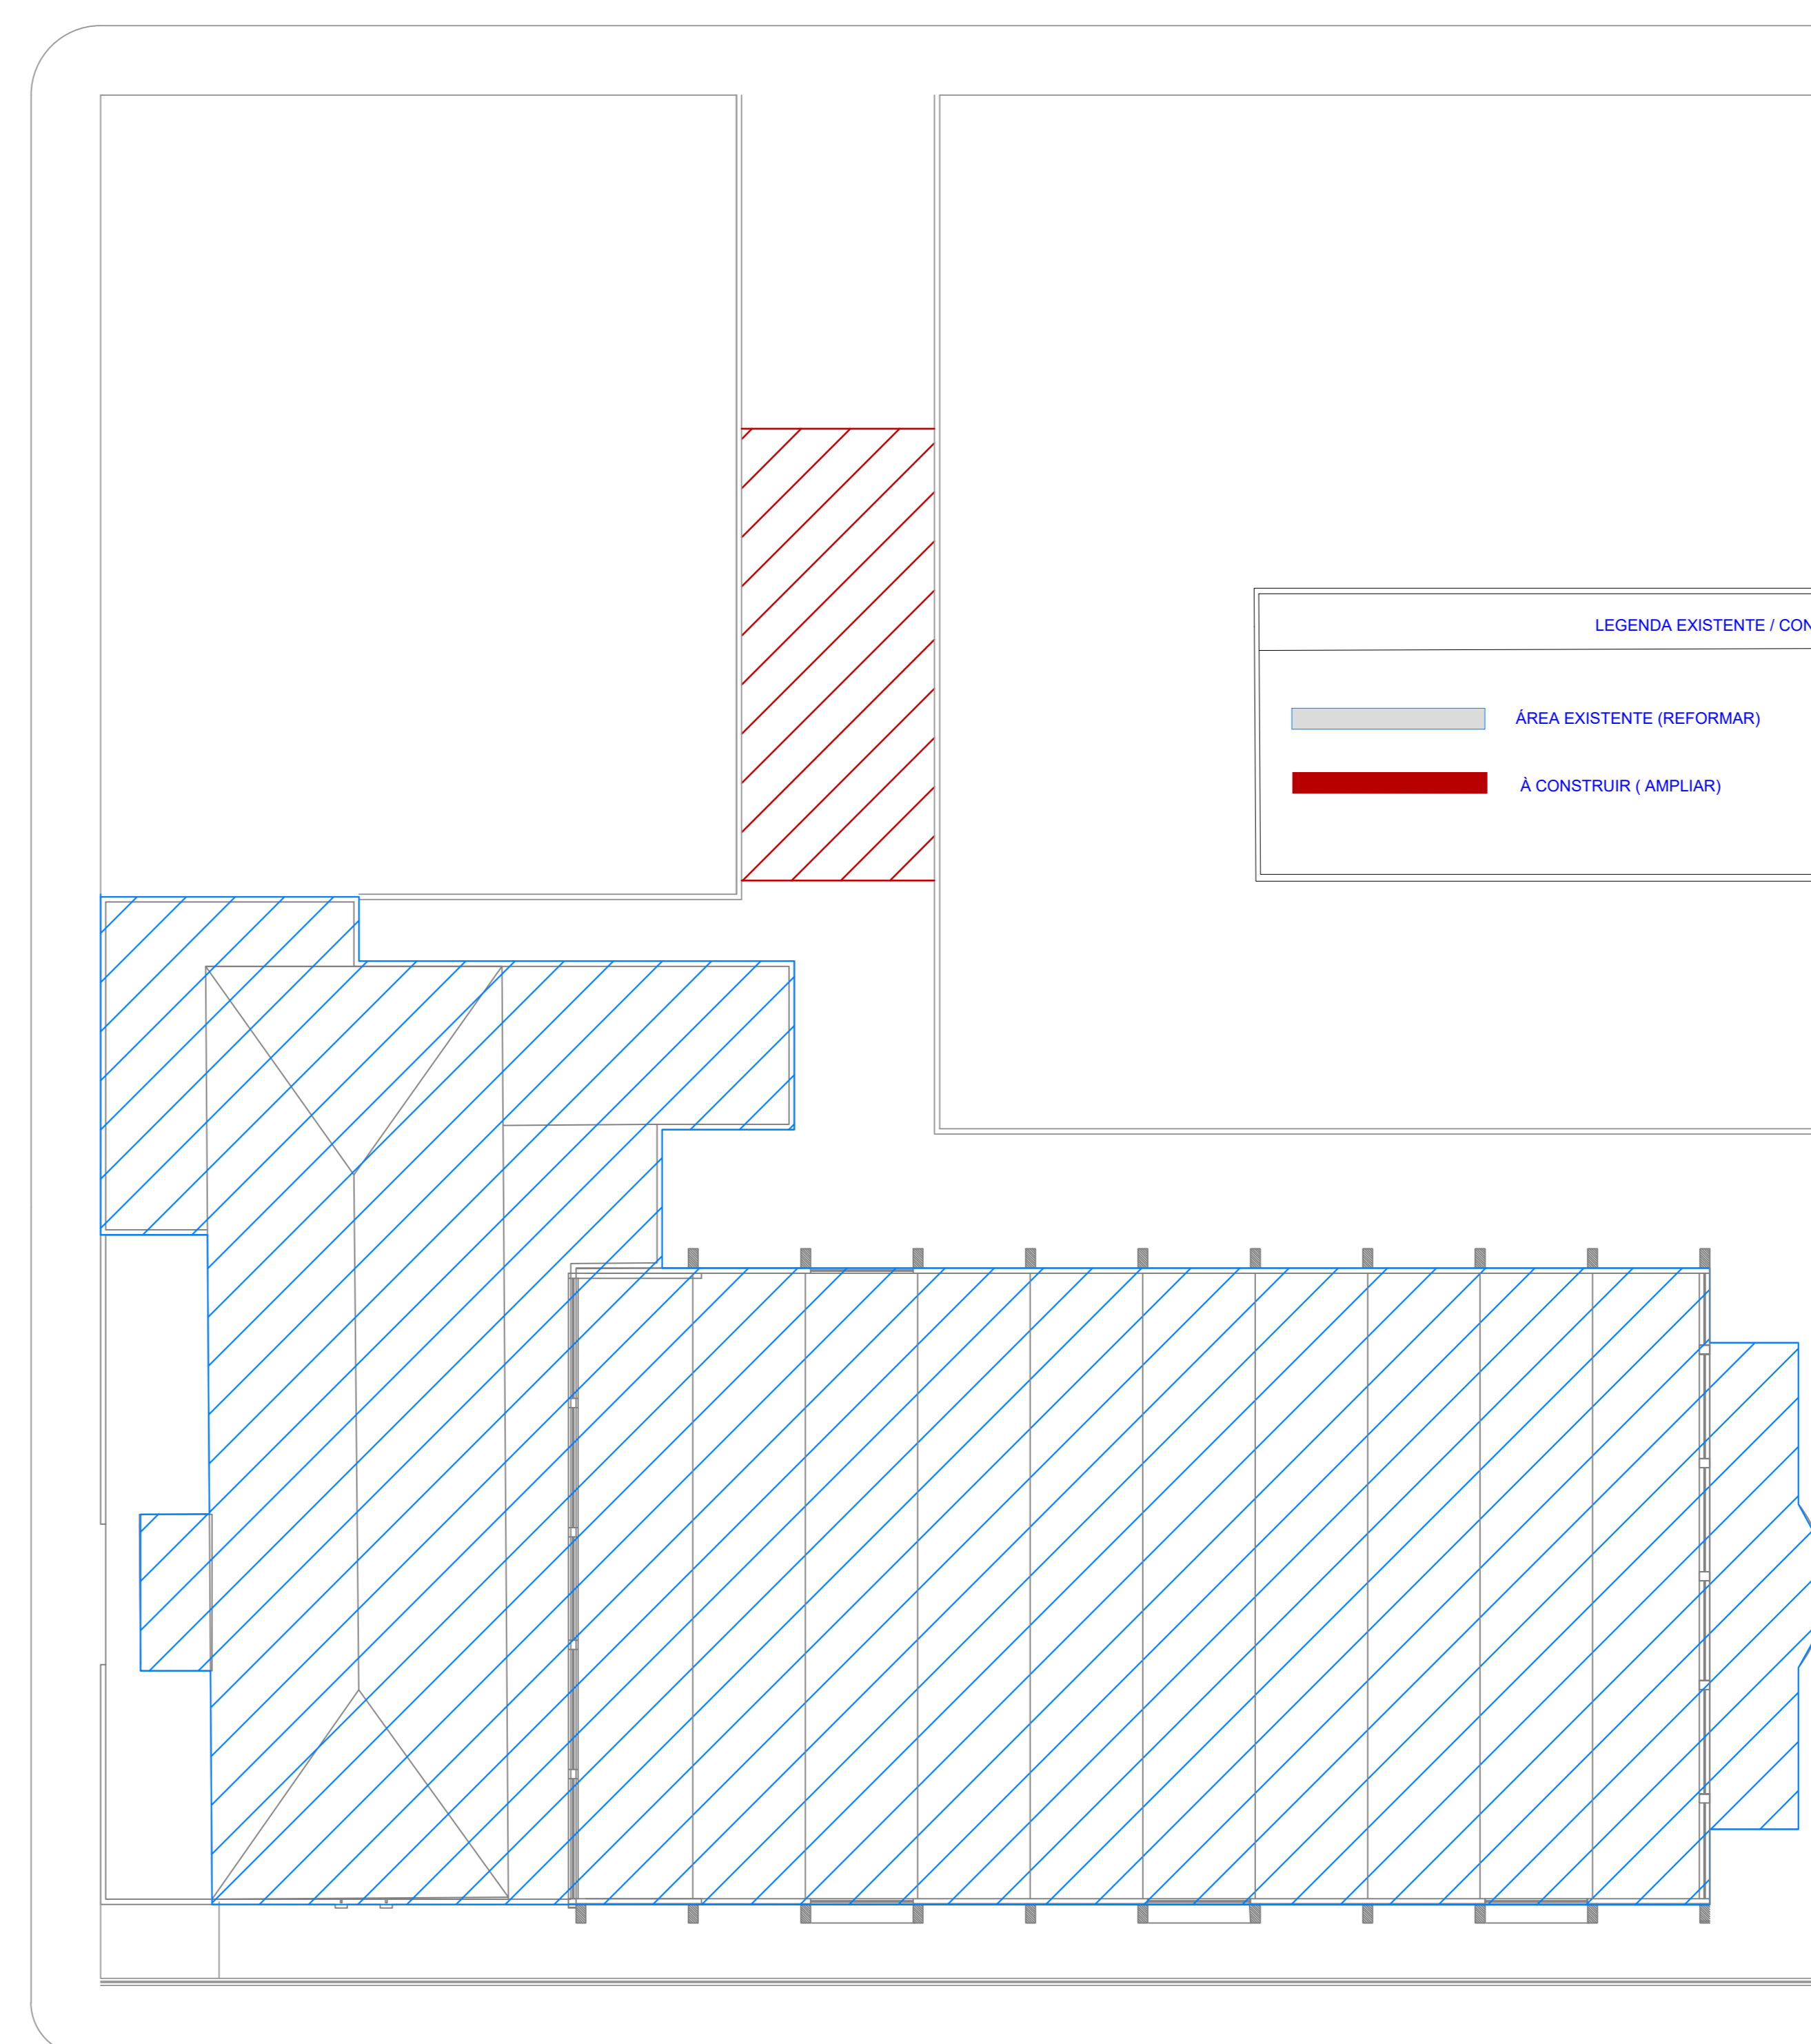 LEGENDA EXISTENTE / CON
ÁREA EXISTENTE (REFORMAR)
À CONSTRUIR ( AMPLIAR)